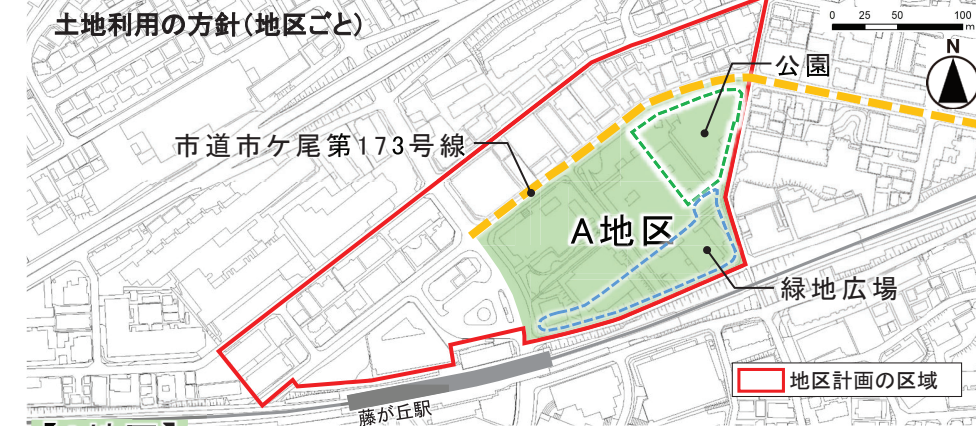 土地利用の方針(地区ごと)
0 25 50 100
m
N
公園
市道市ケ尾第173号線
A地区
緑地広場
地区計画の区域
藤が丘駅